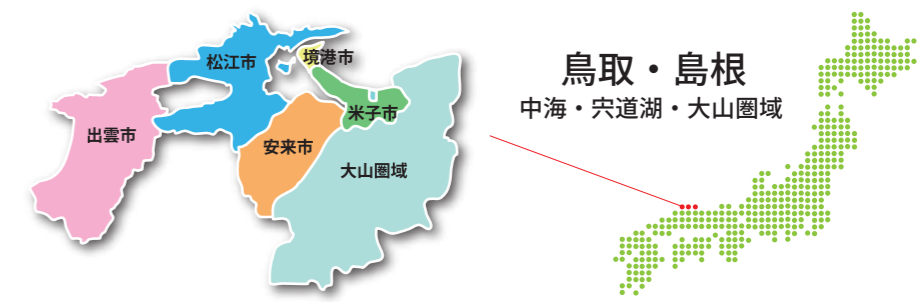 松江市
境港市
米子市
出雲市
安来市
大山圏域
鳥取・島根
中海・宍道湖・大山圏域